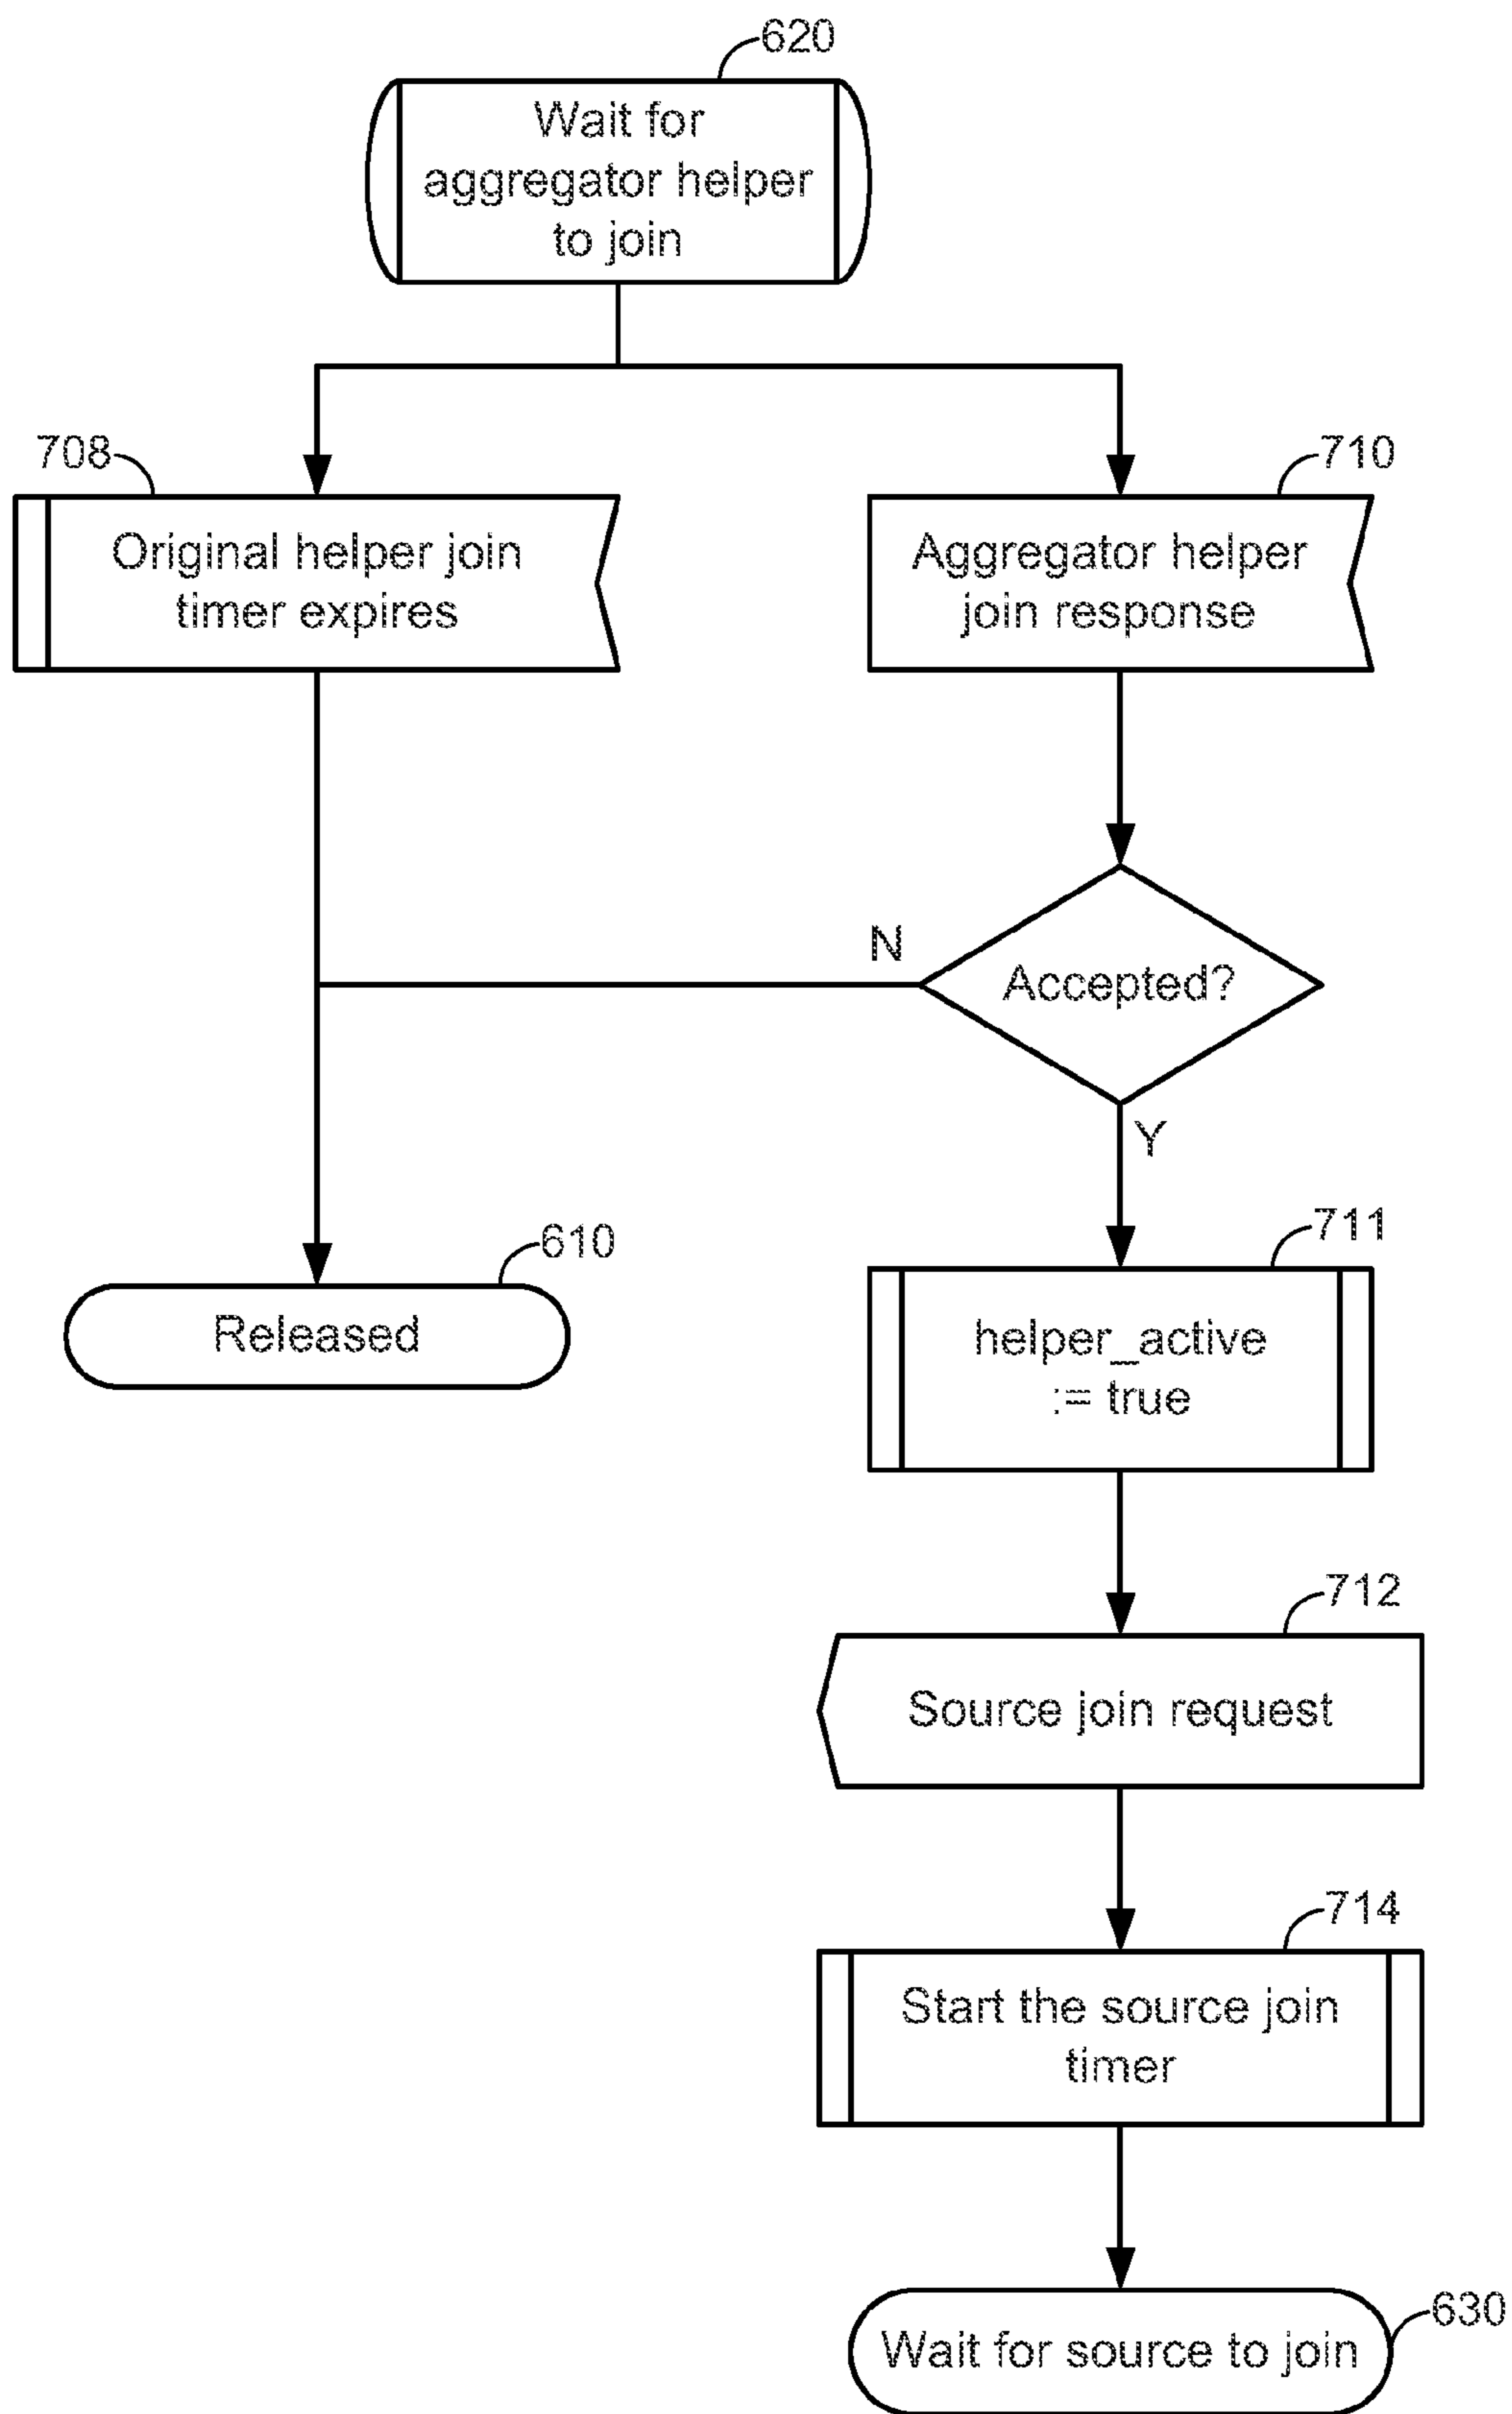 620
Wait for
aggregator helper
to join
708
710
Original helper join
timer expires
Aggregator helper
join response
N
Accepted?
Y
610
Released
711
helper_active
:= true
712
Source join request
714
Start the source join
timer
630
Wait for source to join